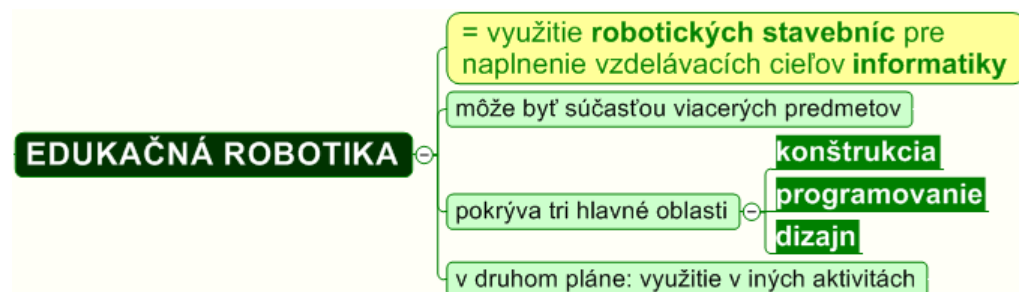 EDUKAČNÁ ROBOTIKA
= využitie robotických stavebníc pre
naplnenie vzdelávacích cieľov informatiky
môže byť súčasťou viacerých predmetov
pokrýva tri hlavné oblasti
konštrukcia
programovanie
dizajn
v druhom pláne: využitie v iných aktivitách